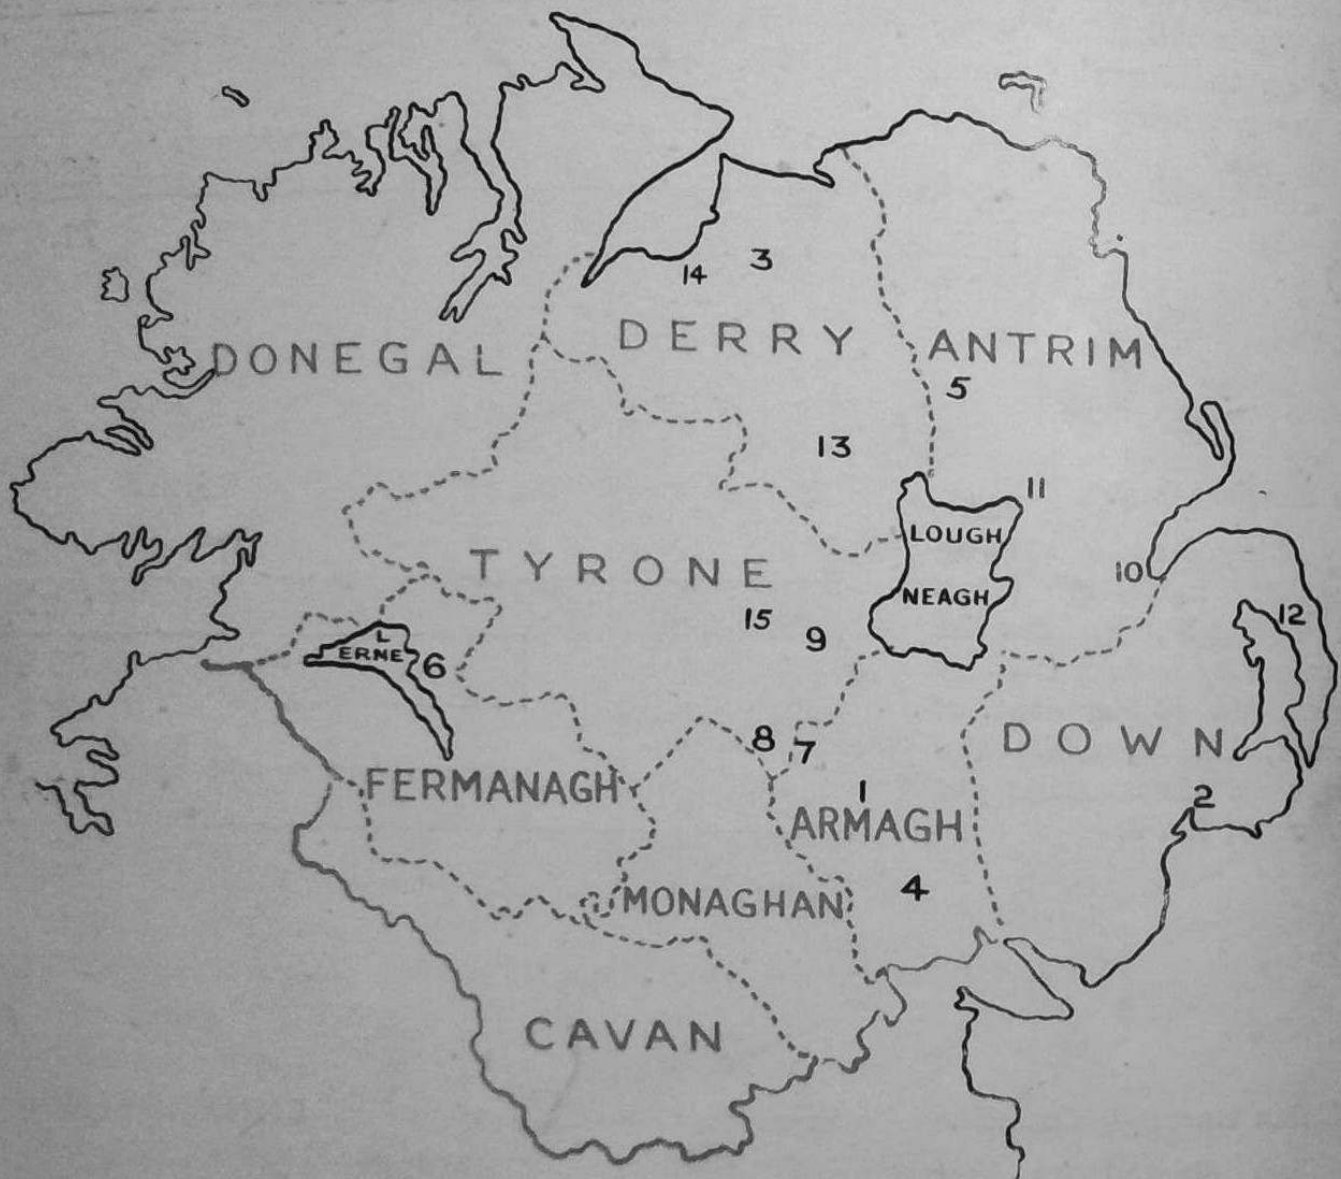 14 3
DERRY
DONEGAL
ANTRIM
5
13
11
LOUGH
NEAGH
TYRONE
10
15
9
12
L
ERNE
6
8
7
DOWN
FERMANAGH
1
2
ARMAGH
MONAGHAN
4
CAVAN